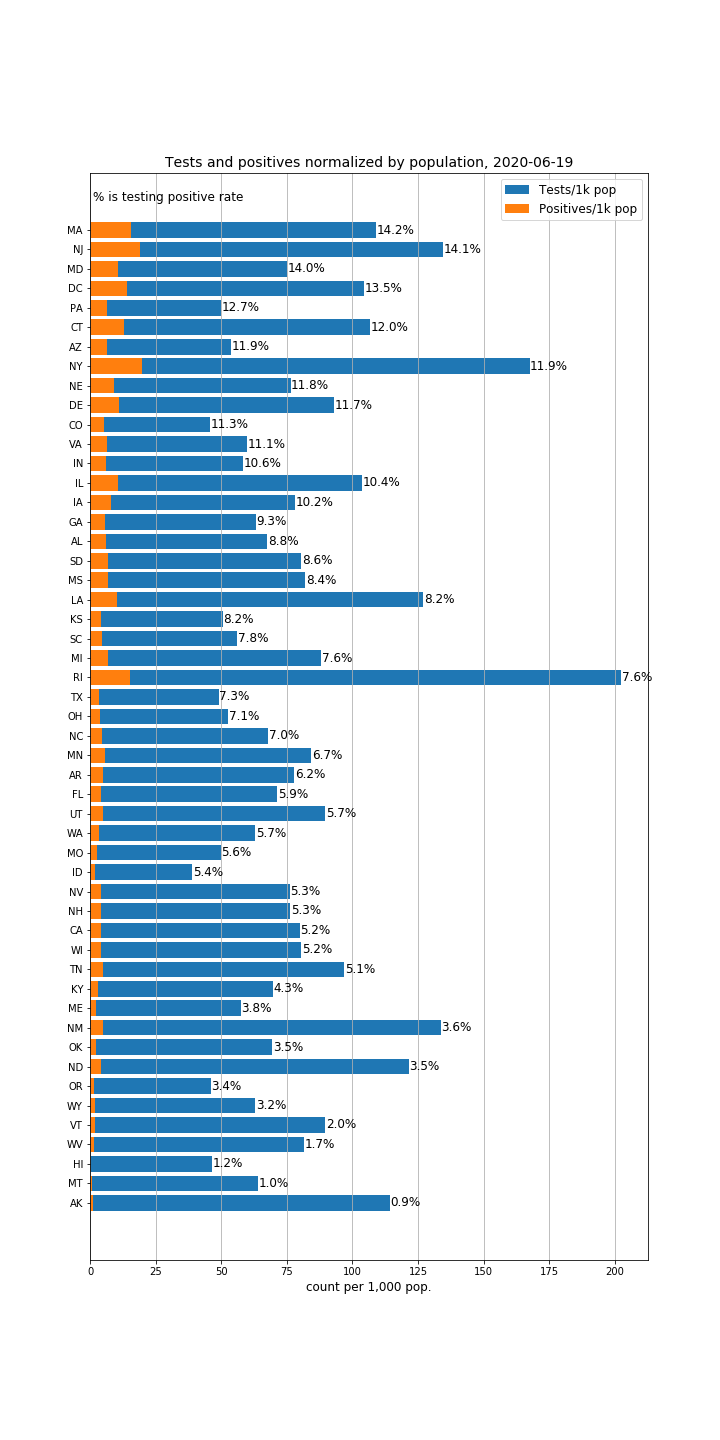 Tests and positives normalized by population, 2020-06-19
% is testing positive rate
Tests/1k pop
Positives/1k pop
MA 14.2%
NJ 14.1%
MD 14.0%
DC 13.5%
PA 12.7%
CT 12.0%
AZ 11.9%
NY 11.9%
NE 11.8%
DE 11.7%
CO 11.3%
VA 11.1%
IN 10.6%
IL 10.4%
IA 10.2%
GA 9.3%
AL 8.8%
SD 8.6%
MS 8.4%
LA 8.2%
KS 8.2%
SC 7.8%
MI 7.6%
RI 7.6%
TX 7.3%
OH 7.1%
NC 7.0%
MN 6.7%
AR 6.2%
FL 5.9%
UT 5.7%
WA 5.7%
MO 5.6%
ID 5.4%
NV 5.3%
NH 5.3%
CA 5.2%
WI 5.2%
TN 5.1%
KY 4.3%
ME 3.8%
NM 3.6%
OK 3.5%
ND 3.5%
OR 3.4%
WY 3.2%
VT 2.0%
WV 1.7%
HI 1.2%
MT 1.0%
AK 0.9%
0 25 50 75 100 125 150 175 200
count per 1,000 pop.